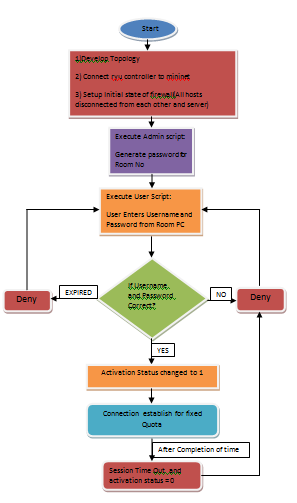 Start
1)Develop Topology
2) Connect ryu controller to mininet
3) Setup Initial state of firewall(All hosts
disconnected from each other and server)
Execute Admin script:
Generate password for
Room No
Execute User Script:
User Enters Username and
Password from Room PC
If Username
and Password
Correct?
EXPIRED
NO
Deny
Deny
YES
Activation Status changed to 1
Connection establish for fixed
Quota
After Completion of time
Session Time Out and
activation status = 0